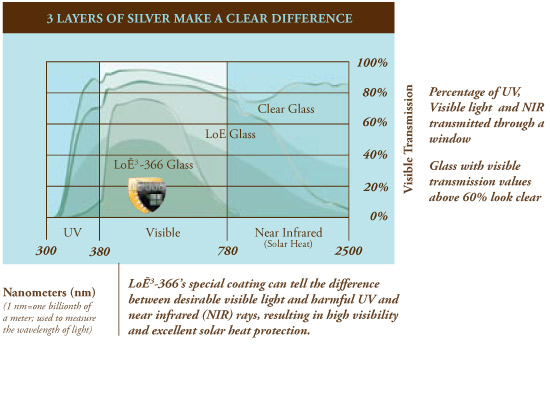 3 LAYERS OF SILVER MAKE A CLEAR DIFFERENCE
100%
80%
60%
40%
20%
0%
Visible Transmission
Clear Glass
LoE Glass
LoĒ³-366 Glass
UV
Visible
Near Infrared
(Solar Heat)
300
380
780
2500
Percentage of UV,
Visible light and NIR
transmitted through a
window
Glass with visible
transmission values
above 60% look clear
Nanometers (nm)
(1 nm=one billionth of
a meter; used to measure
the wavelength of light)
LoĒ³-366's special coating can tell the difference
between desirable visible light and harmful UV and
near infrared (NIR) rays, resulting in high visibility
and excellent solar heat protection.